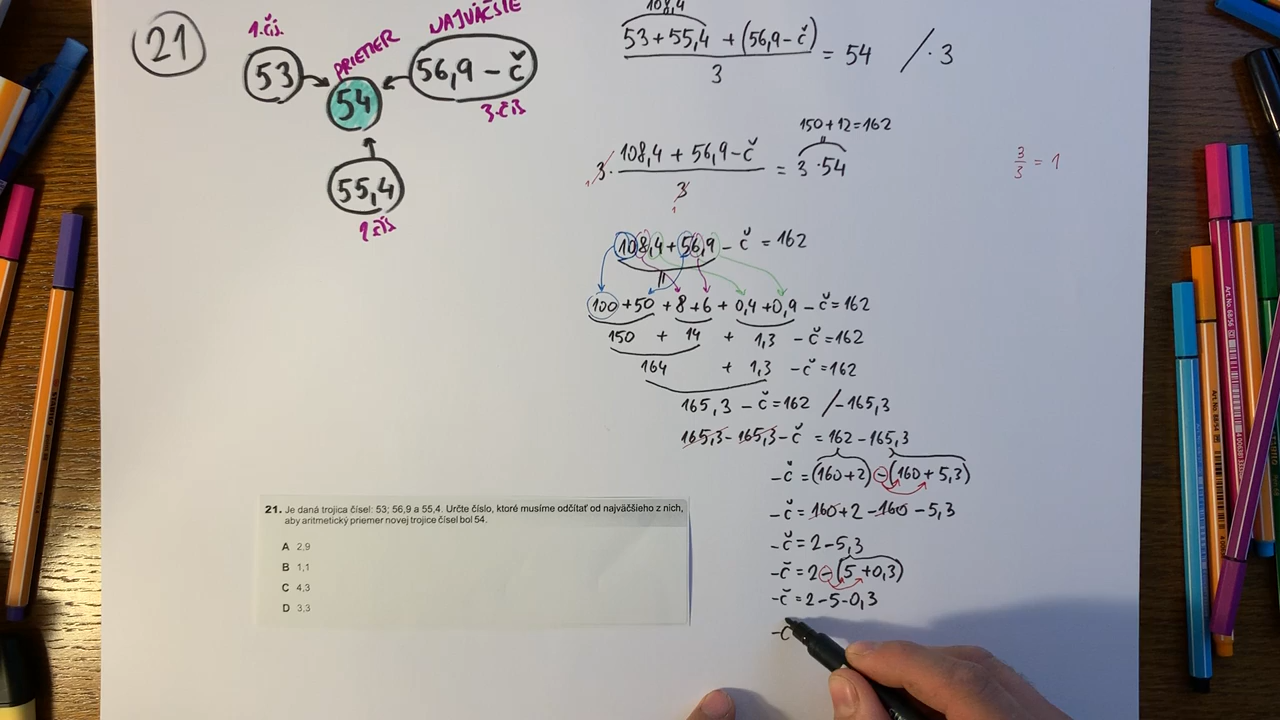 21
1.čís.
53
PRIEMER
54
NAJVÄČŠIE
56,9 - č
3.čís
55,4
2.čís
108,4
53 + 55,4 + (56,9 - č)
3
= 54 / · 3
150 + 12 = 162
3 · 108,4 + 56,9 - č
3
= 3 · 54
1
1
3
3
= 1
108,4 + 56,9 - č = 162
100 + 50 + 8 + 6 + 0,4 + 0,9 - č = 162
150 + 14 + 1,3 - č = 162
164 + 1,3 - č = 162
165,3 - č = 162 / - 165,3
165,3 - 165,3 - č = 162 - 165,3
- č = (160 + 2) - (160 + 5,3)
- č = 160 + 2 - 160 - 5,3
- č = 2 - 5,3
- č = 2 - (5 + 0,3)
- č = 2 - 5 - 0,3
- č
21. Je daná trojica čísel: 53; 56,9 a 55,4. Určte číslo, ktoré musíme odčítať od najväčšieho z nich,
aby aritmetický priemer novej trojice čísel bol 54.
A 2,9
B 1,1
C 4,3
D 3,3